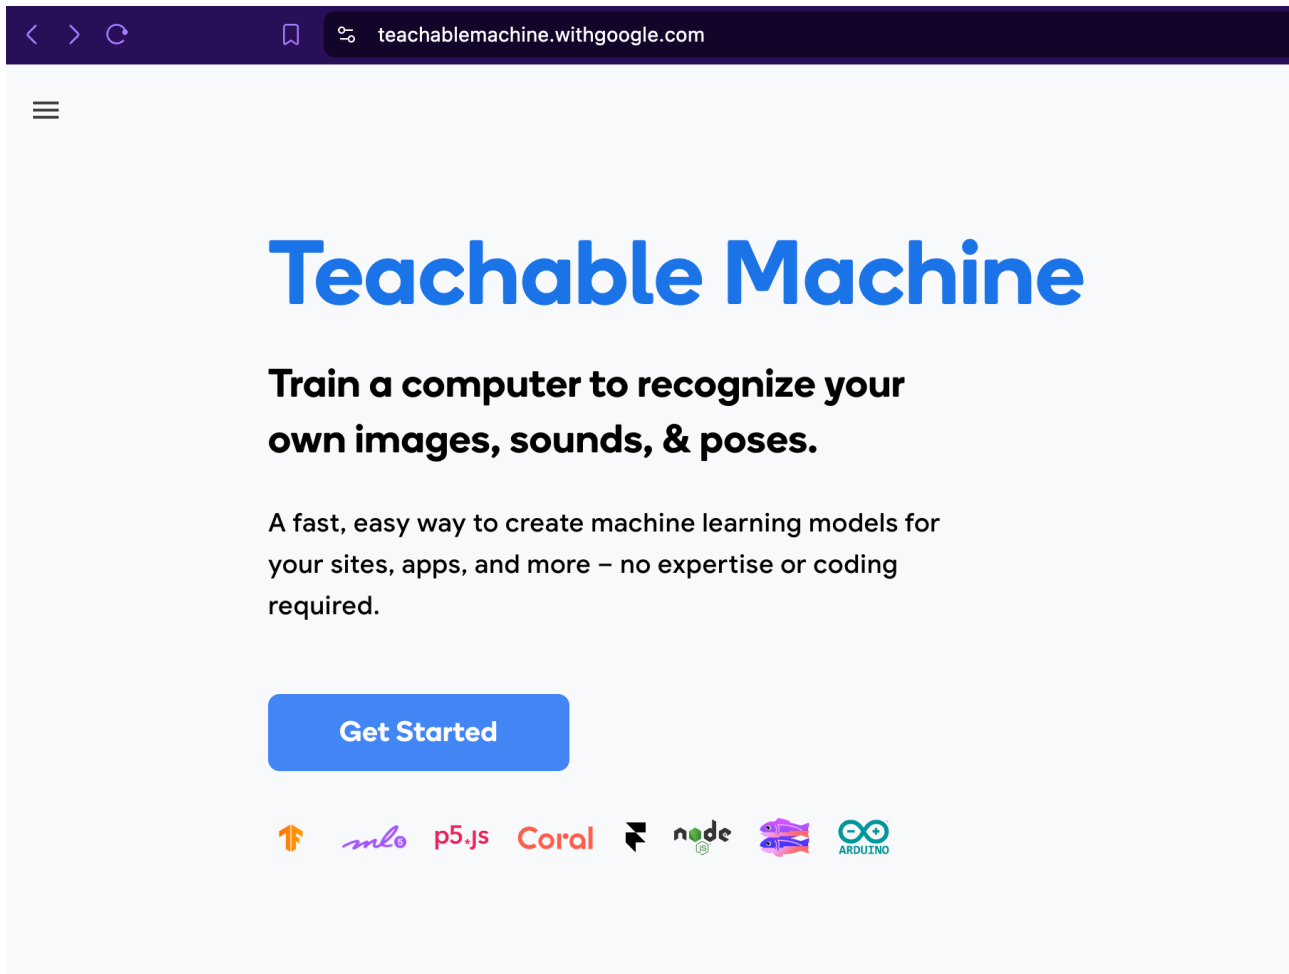 teachablemachine.withgoogle.com
Teachable Machine
Train a computer to recognize your
own images, sounds, & poses.
A fast, easy way to create machine learning models for
your sites, apps, and more – no expertise or coding
required.
Get Started
ml5 p5*js Coral node JS ARDUINO